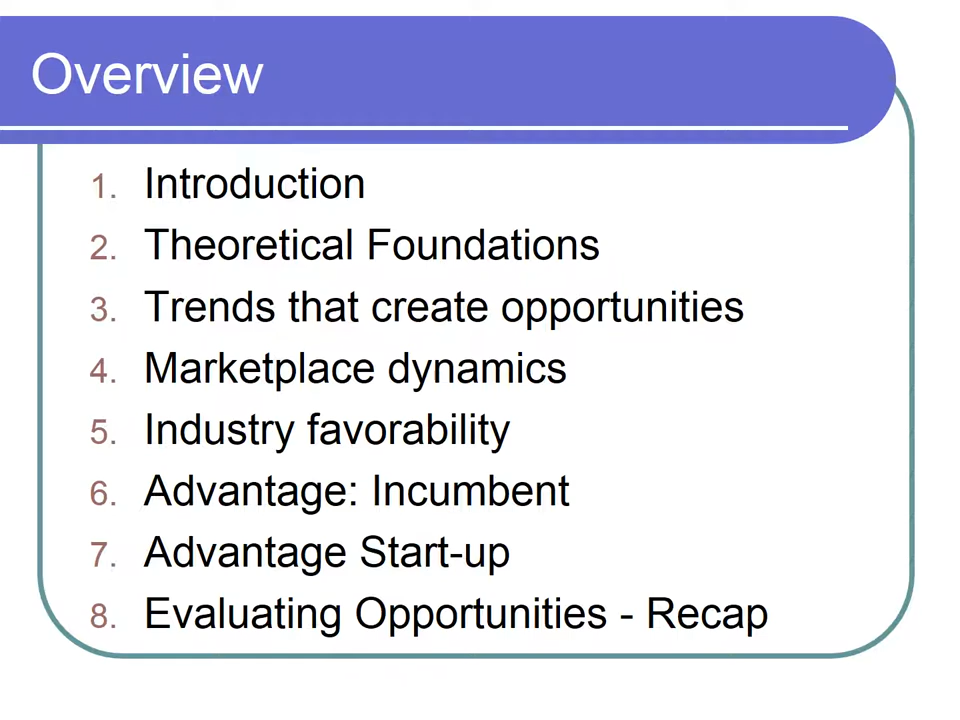 Overview
1. Introduction
2. Theoretical Foundations
3. Trends that create opportunities
4. Marketplace dynamics
5. Industry favorability
6. Advantage: Incumbent
7. Advantage Start-up
8. Evaluating Opportunities - Recap